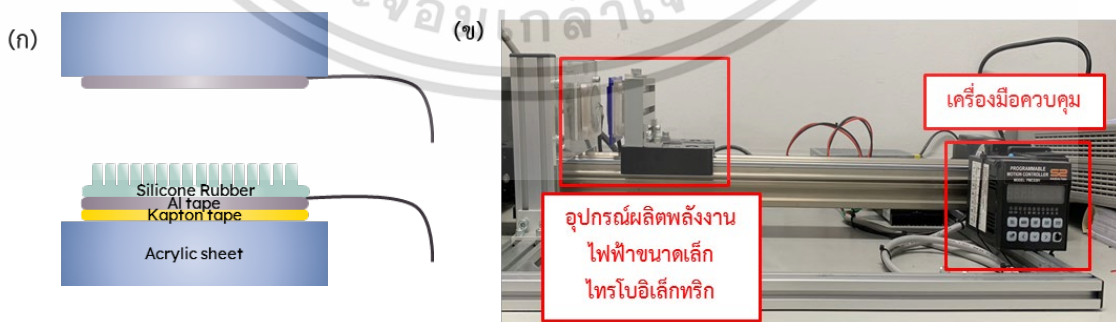 (ก)
Silicone Rubber
Al tape
Kapton tape
Acrylic sheet
(ข)
อุปกรณ์ผลิตพลังงาน
ไฟฟ้าขนาดเล็ก
ไทรโบอิเล็กทริก
เครื่องมือควบคุม
PROGRAMMABLE
MOTION CONTROLLER